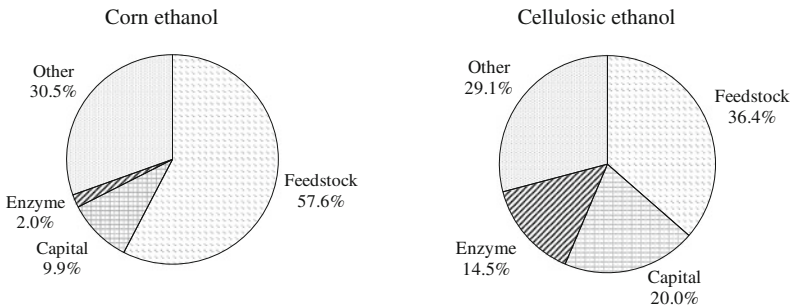 Corn ethanol
Other
30.5%
Feedstock
57.6%
Enzyme
2.0%
Capital
9.9%
Cellulosic ethanol
Other
29.1%
Feedstock
36.4%
Enzyme
14.5%
Capital
20.0%